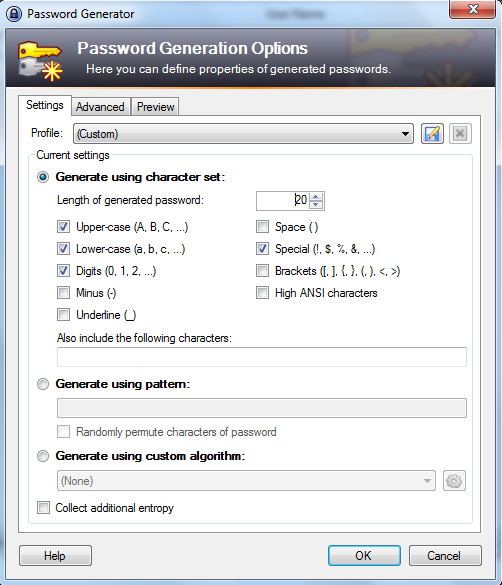 Password Generator
User Name
Password Generation Options
Here you can define properties of generated passwords.
Settings Advanced Preview
Profile: (Custom)
Current settings
Generate using character set:
Length of generated password: 20
Upper-case (A, B, C, ...) Space ( )
Lower-case (a, b, c, ...) Special (!, $, %, &, ...)
Digits (0, 1, 2, ...) Brackets ([, ], {, }, (, ), <, >)
Minus (-) High ANSI characters
Underline (_)
Also include the following characters:
Generate using pattern:
Randomly permute characters of password
Generate using custom algorithm:
(None)
Collect additional entropy
Help OK Cancel